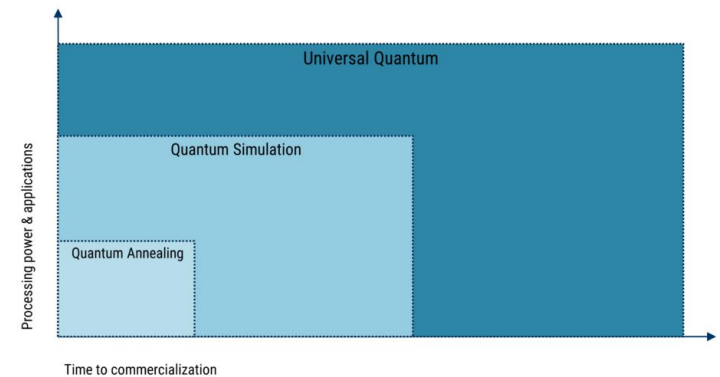 Universal Quantum
Quantum Simulation
Quantum Annealing
Processing power & applications
Time to commercialization